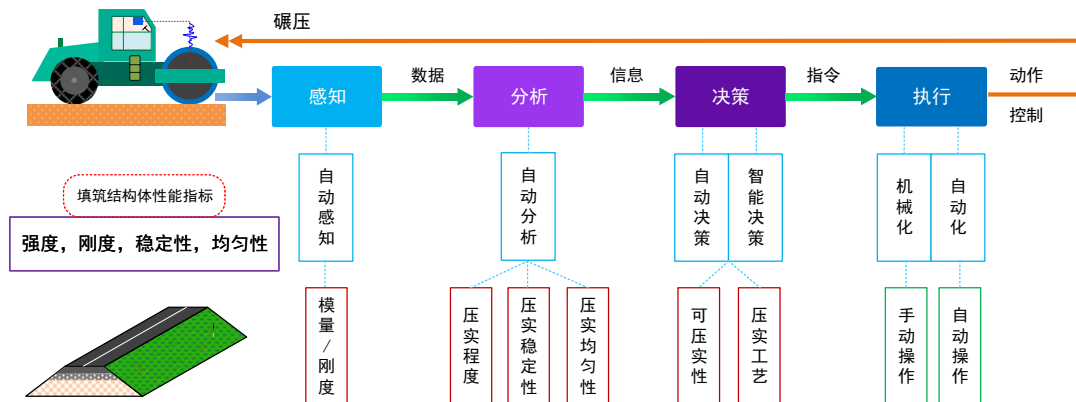 碾压
感知
数据
分析
信息
决策
指令
执行
动作
控制
自动感知
自动分析
自动决策
智能决策
机械化
自动化
填筑结构体性能指标
强度，刚度，稳定性，均匀性
模量/刚度
压实程度
压实稳定性
压实均匀性
可压实性
压实工艺
手动操作
自动操作